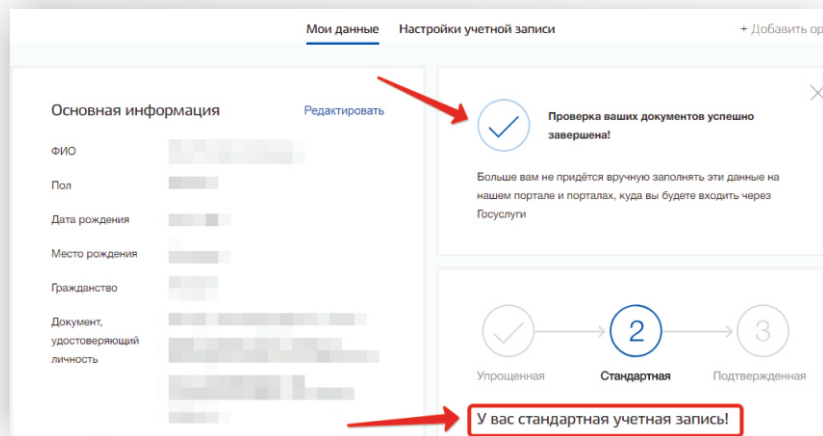 Мои данные Настройки учетной записи + Добавить ор
Основная информация Редактировать
ФИО
Пол
Дата рождения
Место рождения
Гражданство
Документ,
удостоверяющий
личность
Проверка ваших документов успешно
завершена!
Больше вам не придётся вручную заполнять эти данные на
нашем портале и порталах, куда вы будете входить через
Госуслуги
2
3
Упрощенная Стандартная Подтвержденная
У вас стандартная учетная запись!